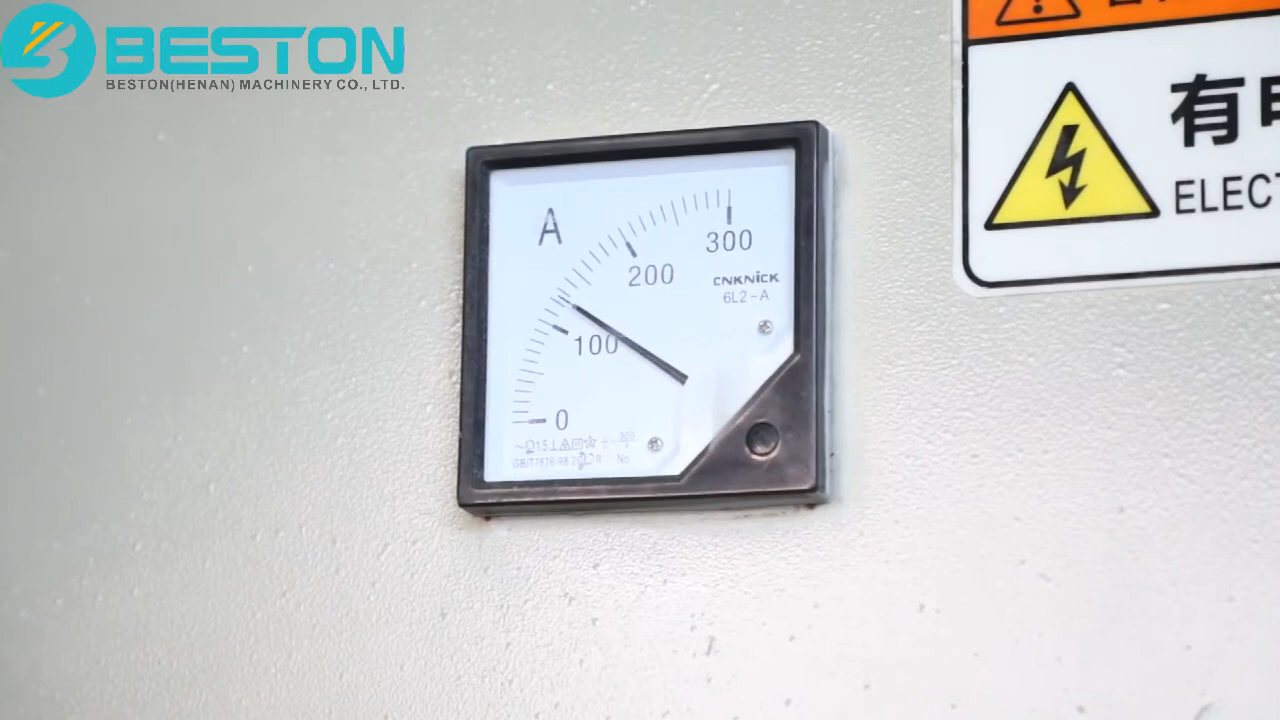 BESTON
BESTON(HENAN) MACHINERY CO., LTD.
有
ELECT
A
300
200
CNKNICK
6L2-A
100
0